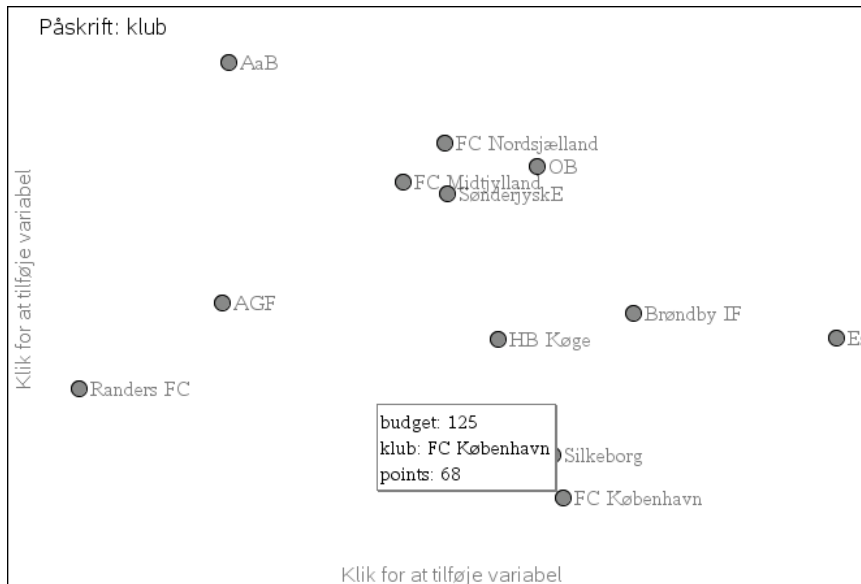 Påskrift: klub
AaB
FC Nordsjælland
OB
FC Midtjylland
SønderjyskE
Klik for at tilføje variabel
AGF
Brøndby IF
HB Køge
Randers FC
budget: 125
klub: FC København
points: 68
Silkeborg
FC København
Klik for at tilføje variabel